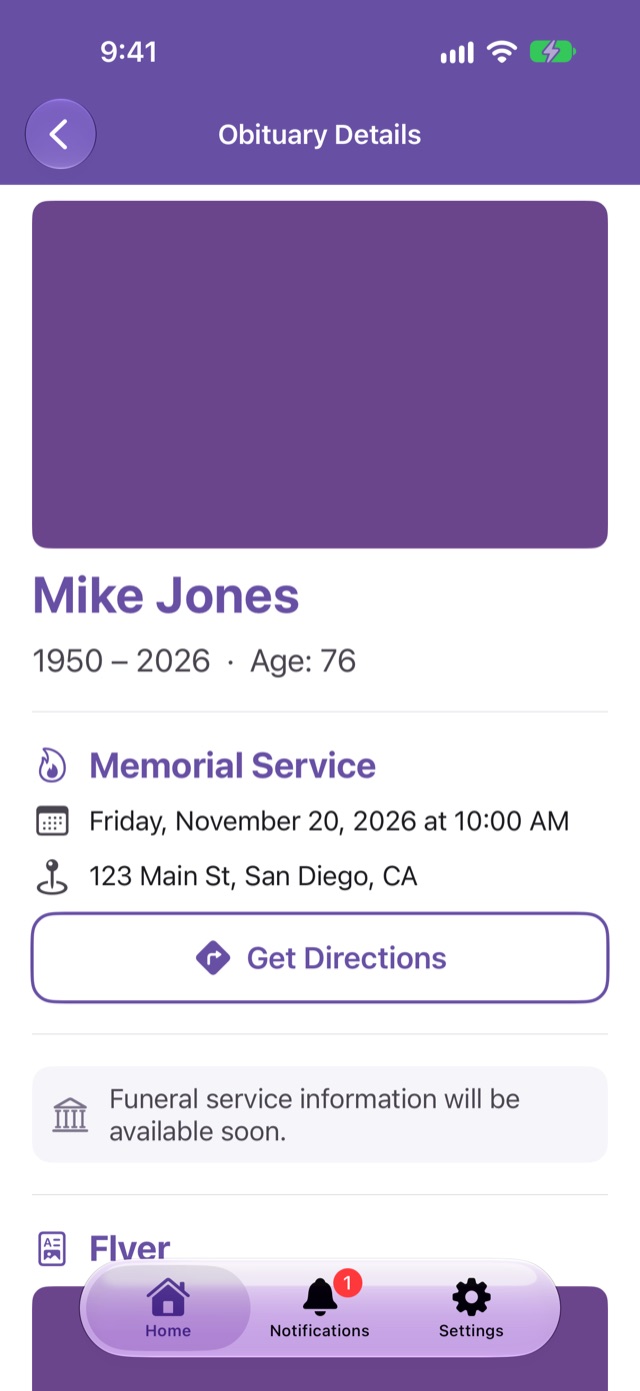 9:41
Obituary Details
Mike Jones
1950 – 2026 · Age: 76
Memorial Service
Friday, November 20, 2026 at 10:00 AM
123 Main St, San Diego, CA
Get Directions
Funeral service information will be
available soon.
Flyer
1
Home
Notifications
Settings